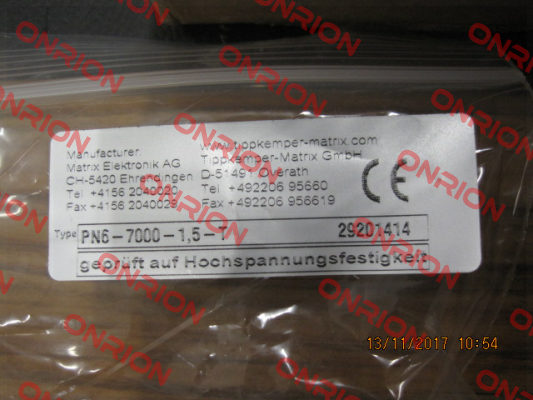 Manufacturer:
Matrix Elektronik AG
CH-5420 Ehrendingen
Tel +4156 2040020
Fax +4156 2040029
www.tippkemper-matrix.com
Tippkemper-Matrix GmbH
D-51491 Overath
Tel +492206 95660
Fax +492206 956619
CE
Type PN6-7000-1,5-1 29201414
geprüft auf Hochspannungsfestigkeit
13/11/2017 10:54
ONRION